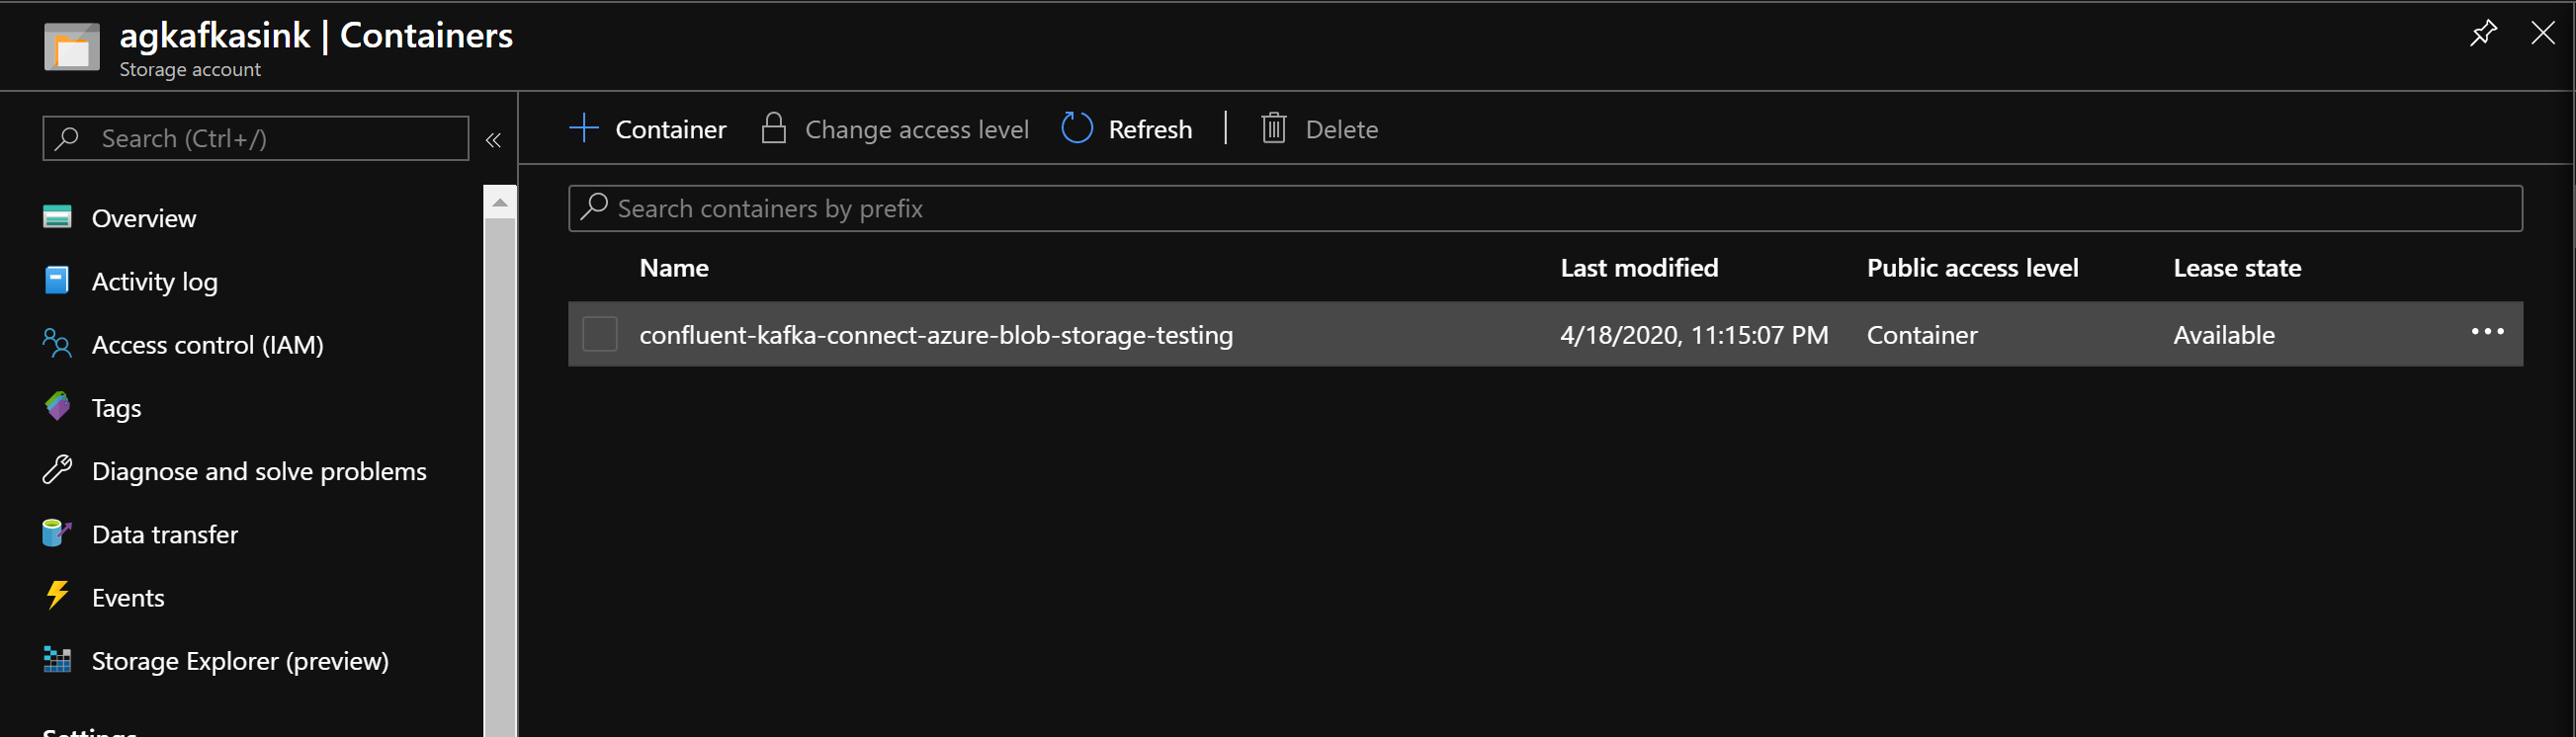 agkafkasink | Containers
Storage account
Search (Ctrl+/)
«
Overview
Activity log
Access control (IAM)
Tags
Diagnose and solve problems
Data transfer
Events
Storage Explorer (preview)
Settings
Container Change access level Refresh | Delete
Search containers by prefix
Name Last modified Public access level Lease state
confluent-kafka-connect-azure-blob-storage-testing 4/18/2020, 11:15:07 PM Container Available ...